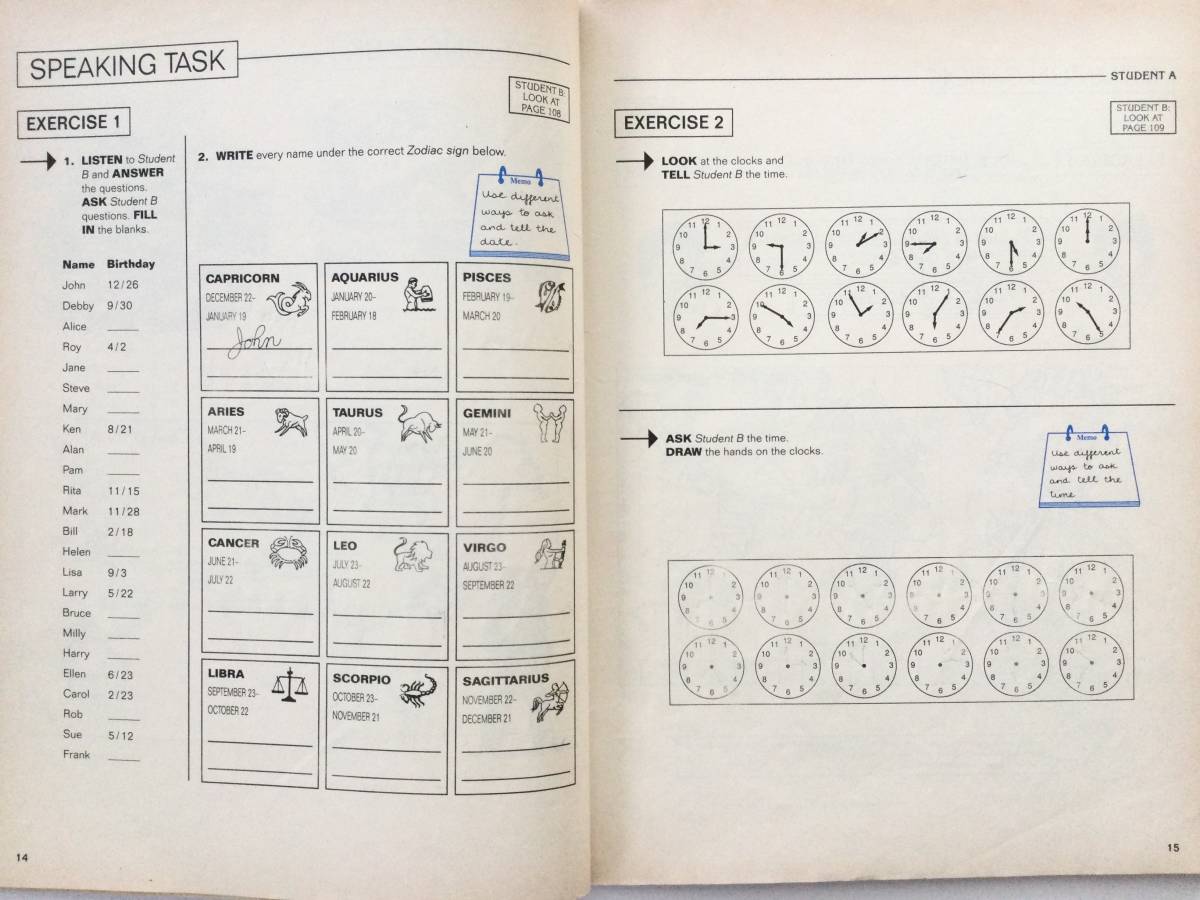 SPEAKING TASK
STUDENT B:
LOOK AT
PAGE 108
EXERCISE 1
1. LISTEN to Student
B and ANSWER
the questions.
ASK Student B
questions. FILL
IN the blanks.
Name Birthday
John 12/26
Debby 9/30
Alice
Roy 4/2
Jane
Steve
Mary
Ken 8/21
Alan
Pam
Rita 11/15
Mark 11/28
Bill 2/18
Helen
Lisa 9/3
Larry 5/22
Bruce
Milly
Harry
Ellen 6/23
Carol 2/23
Rob
Sue 5/12
Frank
2. WRITE every name under the correct Zodiac sign below.
Memo
Use different
ways to ask
and tell the
date.
CAPRICORN
DECEMBER 22-
JANUARY 19
John
AQUARIUS
JANUARY 20-
FEBRUARY 18
PISCES
FEBRUARY 19-
MARCH 20
ARIES
MARCH 21-
APRIL 19
TAURUS
APRIL 20-
MAY 20
GEMINI
MAY 21-
JUNE 20
CANCER
JUNE 21-
JULY 22
LEO
JULY 23-
AUGUST 22
VIRGO
AUGUST 23-
SEPTEMBER 22
LIBRA
SEPTEMBER 23-
OCTOBER 22
SCORPIO
OCTOBER 23-
NOVEMBER 21
SAGITTARIUS
NOVEMBER 22-
DECEMBER 21
14
STUDENT A
EXERCISE 2
STUDENT B:
LOOK AT
PAGE 109
LOOK at the clocks and
TELL Student B the time.
ASK Student B the time.
DRAW the hands on the clocks.
Memo
Use different
ways to ask
and tell the
time
15